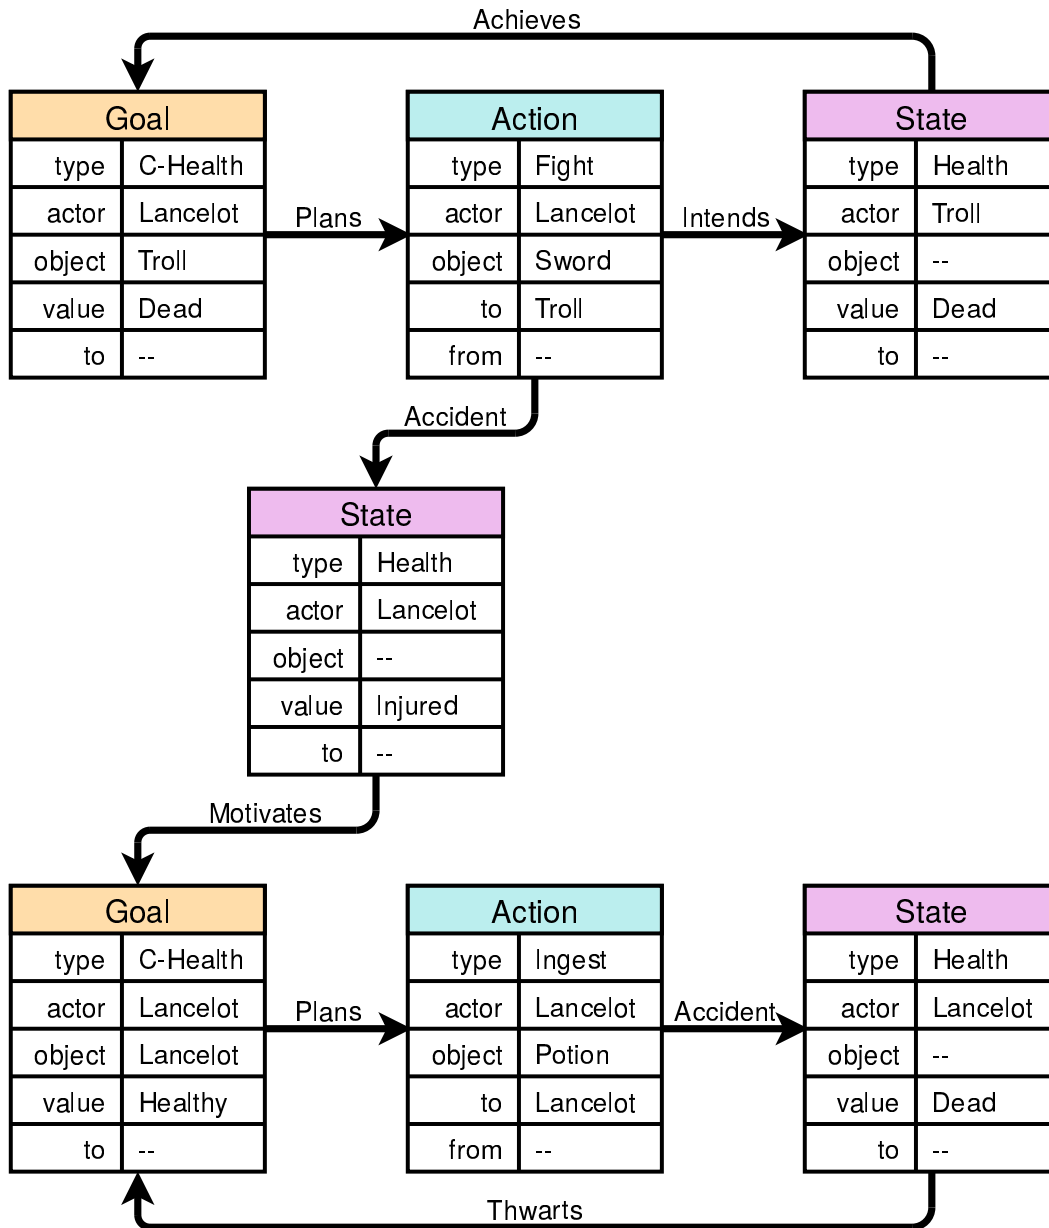 Achieves
Goal Action State
type C-Health type Fight type Health
actor Lancelot Plans actor Lancelot Intends actor Troll
object Troll object Sword object --
value Dead to Troll value Dead
to -- from -- to --
Accident
State
type Health
actor Lancelot
object --
value Injured
to --
Motivates
Goal Action State
type C-Health type Ingest type Health
actor Lancelot Plans actor Lancelot Accident actor Lancelot
object Lancelot object Potion object --
value Healthy to Lancelot value Dead
to -- from -- to --
Thwarts